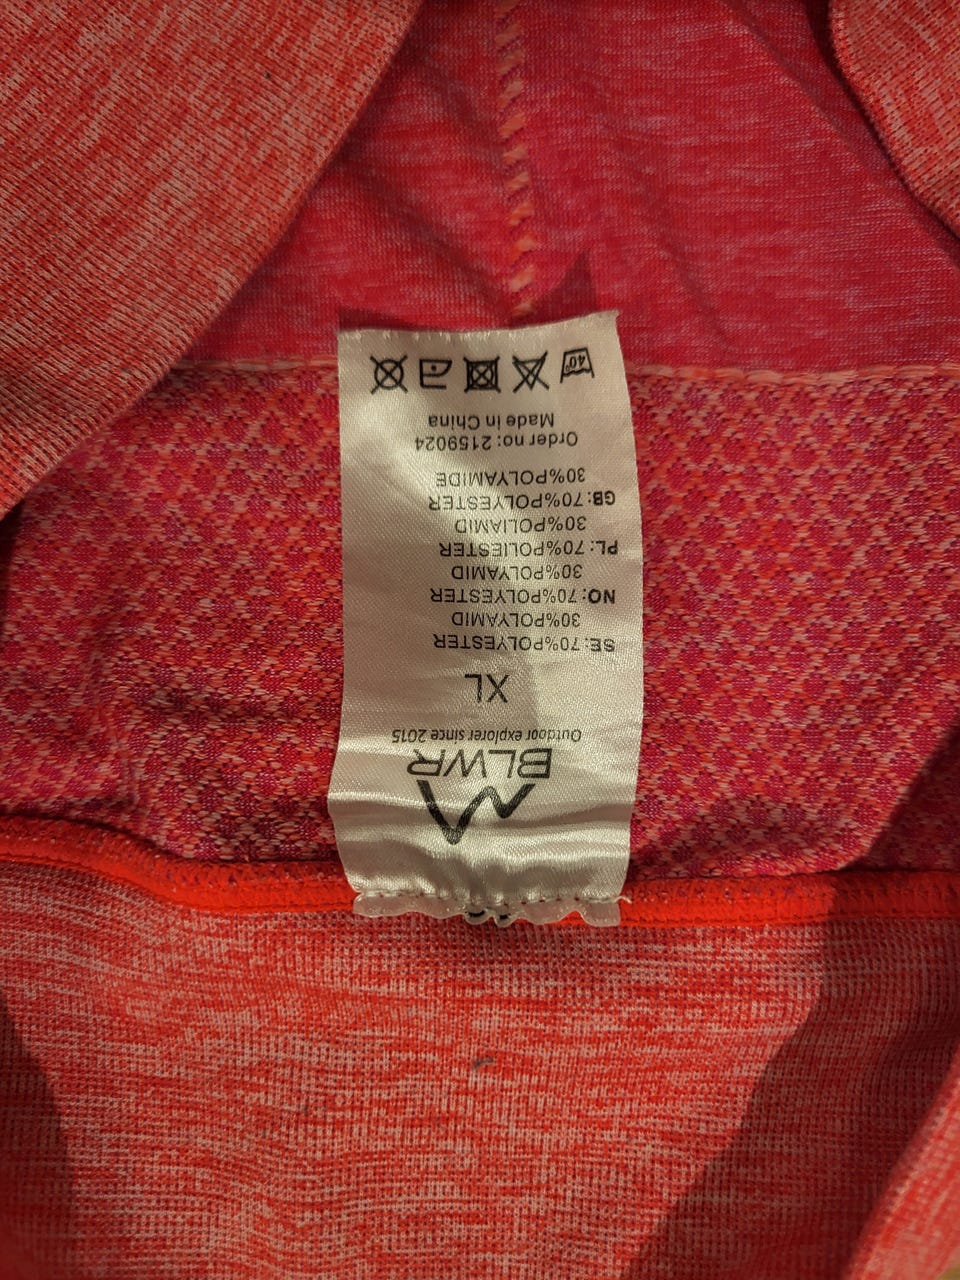 BLWR
Outdoor explorer since 2015
XL
SE:70%POLYESTER
30%POLYAMID
NO:70%POLYESTER
30%POLYAMID
PL:70%POLIESTER
30%POLIAMID
GB:70%POLYESTER
30%POLYAMIDE
Order no:2159024
Made in China
40°